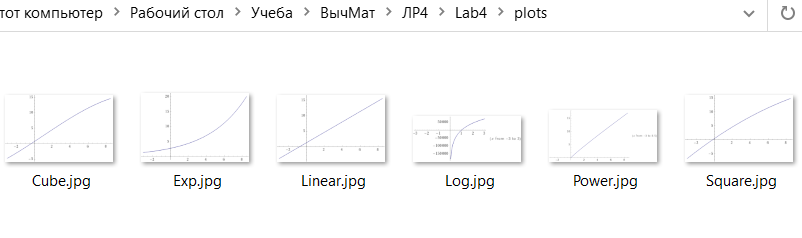 тот компьютер > Рабочий стол > Учеба > ВычМат > ЛР4 > Lab4 > plots
Cube.jpg Exp.jpg Linear.jpg Log.jpg Power.jpg Square.jpg